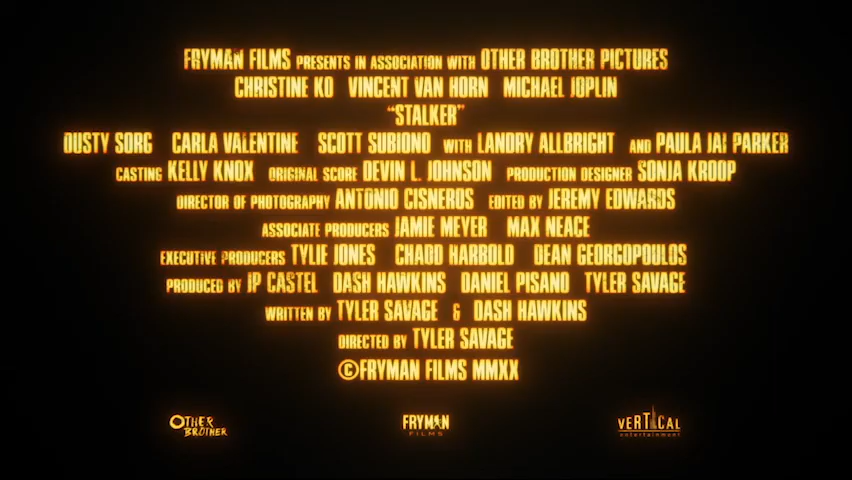 FRYMAN FILMS PRESENTS IN ASSOCIATION WITH OTHER BROTHER PICTURES
CHRISTINE KO VINCENT VAN HORN MICHAEL JOPLIN
"STALKER"
DUSTY SORG CARLA VALENTINE SCOTT SUBIONO WITH LANDRY ALLBRIGHT AND PAULA JAI PARKER
CASTING KELLY KNOX ORIGINAL SCORE DEVIN L. JOHNSON PRODUCTION DESIGNER SONJA KROOP
DIRECTOR OF PHOTOGRAPHY ANTONIO CISNEROS EDITED BY JEREMY EDWARDS
ASSOCIATE PRODUCERS JAMIE MEYER MAX NEACE
EXECUTIVE PRODUCERS TYLIE JONES CHADD HARBOLD DEAN GEORGOPOULOS
PRODUCED BY JP CASTEL DASH HAWKINS DANIEL PISANO TYLER SAVAGE
WRITTEN BY TYLER SAVAGE & DASH HAWKINS
DIRECTED BY TYLER SAVAGE
©FRYMAN FILMS MMXX
OTHER BROTHER
FRYMAN FILMS
VERTICAL entertainment